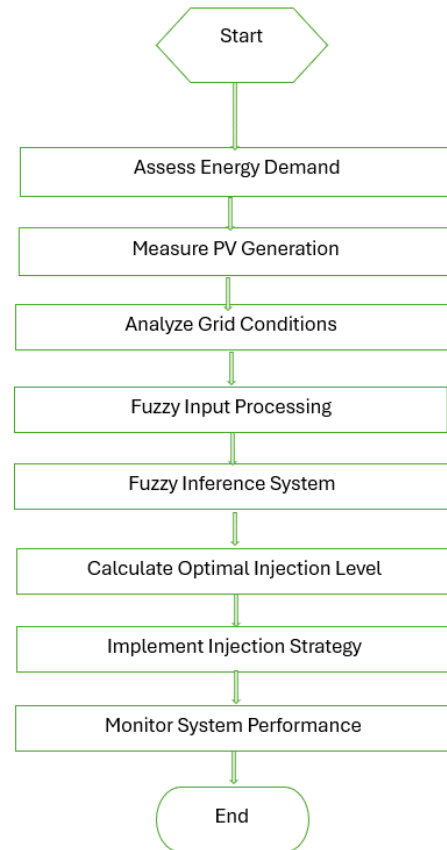 Start
Assess Energy Demand
Measure PV Generation
Analyze Grid Conditions
Fuzzy Input Processing
Fuzzy Inference System
Calculate Optimal Injection Level
Implement Injection Strategy
Monitor System Performance
End